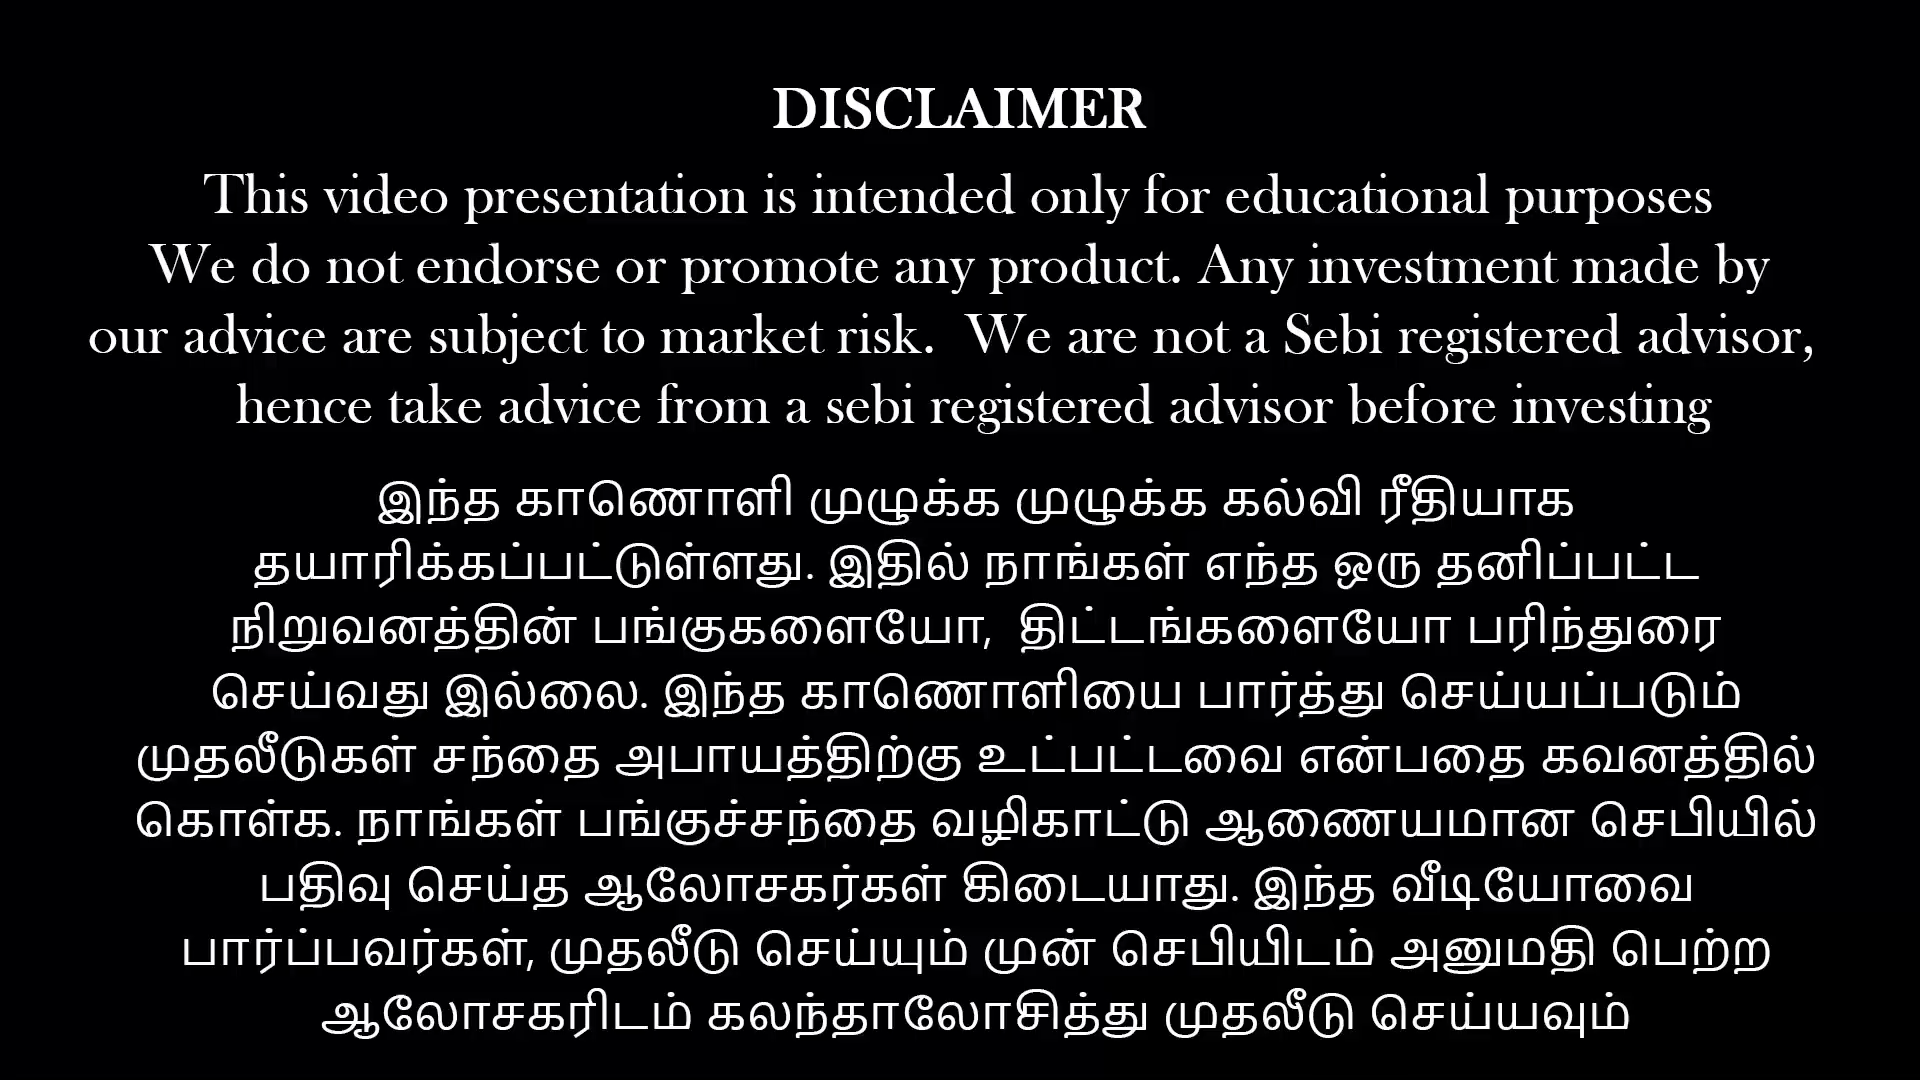 DISCLAIMER
This video presentation is intended only for educational purposes
We do not endorse or promote any product. Any investment made by
our advice are subject to market risk.  We are not a Sebi registered advisor,
hence take advice from a sebi registered advisor before investing
இந்த காணொளி முழுக்க முழுக்க கல்வி ரீதியாக
தயாரிக்கப்பட்டுள்ளது. இதில் நாங்கள் எந்த ஒரு தனிப்பட்ட
நிறுவனத்தின் பங்குகளையோ,  திட்டங்களையோ பரிந்துரை
செய்வது இல்லை. இந்த காணொளியை பார்த்து செய்யப்படும்
முதலீடுகள் சந்தை அபாயத்திற்கு உட்பட்டவை என்பதை கவனத்தில்
கொள்க. நாங்கள் பங்குச்சந்தை வழிகாட்டு ஆணையமான செபியில்
பதிவு செய்த ஆலோசகர்கள் கிடையாது. இந்த வீடியோவை
பார்ப்பவர்கள், முதலீடு செய்யும் முன் செபியிடம் அனுமதி பெற்ற
ஆலோசகரிடம் கலந்தாலோசித்து முதலீடு செய்யவும்